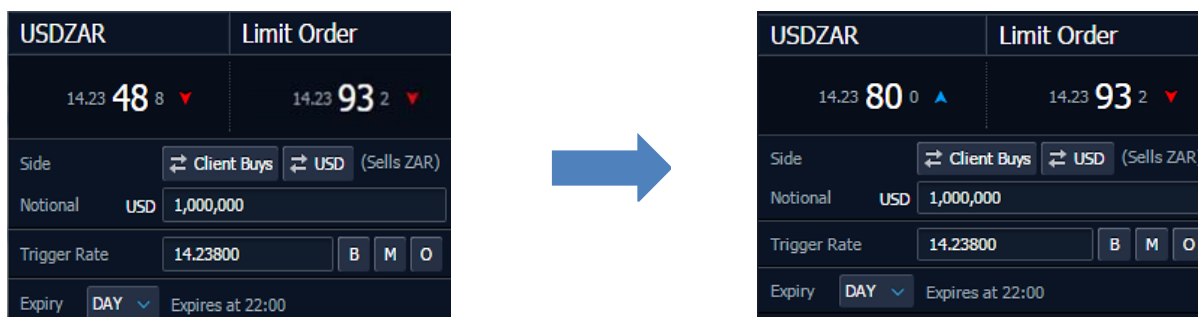 USDZAR Limit Order
14.23 48 8 14.23 93 2
Side Client Buys USD (Sells ZAR)
Notional USD 1,000,000
Trigger Rate 14.23800 B M O
Expiry DAY Expires at 22:00
USDZAR Limit Order
14.23 80 0 14.23 93 2
Side Client Buys USD (Sells ZAR
Notional USD 1,000,000
Trigger Rate 14.23800 B M O
Expiry DAY Expires at 22:00